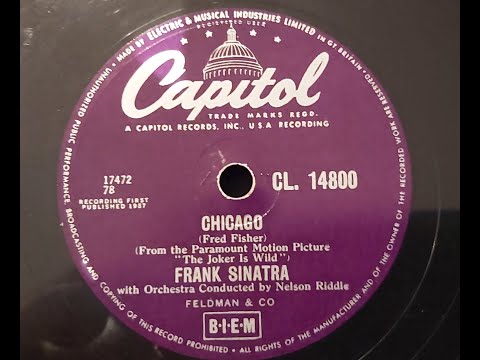 MADE BY ELECTRIC & MUSICAL INDUSTRIES LIMITED IN GT BRITAIN
ALL RIGHTS OF THE MANUFACTURER AND OF THE OWNER OF THE RECORDED WORK ARE RESERVED
UNAUTHORISED PUBLIC PERFORMANCE, BROADCASTING AND COPYING OF THIS RECORD PROHIBITED •
REGISTERED USER
Capitol
TRADE MARKS REGD.
A CAPITOL RECORDS, INC., U.S.A RECORDING
17472
78
RECORDING FIRST
PUBLISHED 1957
CL. 14800
CHICAGO
(Fred Fisher)
(From the Paramount Motion Picture
"The Joker Is Wild")
FRANK SINATRA
with Orchestra Conducted by Nelson Riddle
FELDMAN & CO
B·I·E·M